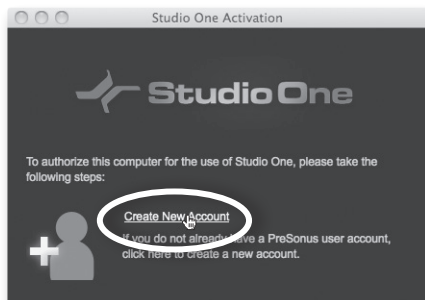 Studio One Activation
Studio One
To authorize this computer for the use of Studio One, please take the
following steps:
Create New Account
If you do not already have a PreSonus user account,
click here to create a new account.